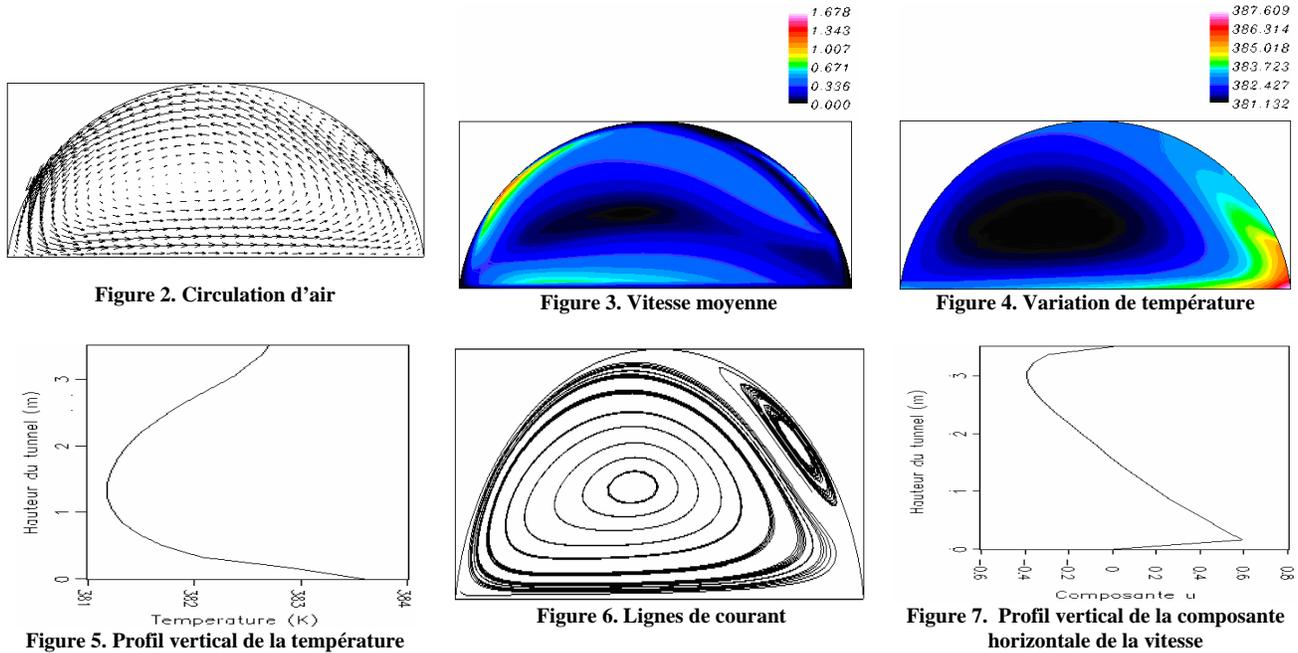 1.678
1.343
1.007
0.671
0.336
0.000
387.609
386.314
385.018
383.723
382.427
381.132
Figure 2. Circulation d'air
Figure 3. Vitesse moyenne
Figure 4. Variation de température
Hauteur du tunnel (m)
3
2
1
0
381
382
383
384
Temperature (K)
Figure 5. Profil vertical de la température
Figure 6. Lignes de courant
Hauteur du tunnel (m)
3
2
1
0
-0.6
-0.4
-0.2
0
0.2
0.4
0.6
0.8
Composante u
Figure 7. Profil vertical de la composante
horizontale de la vitesse